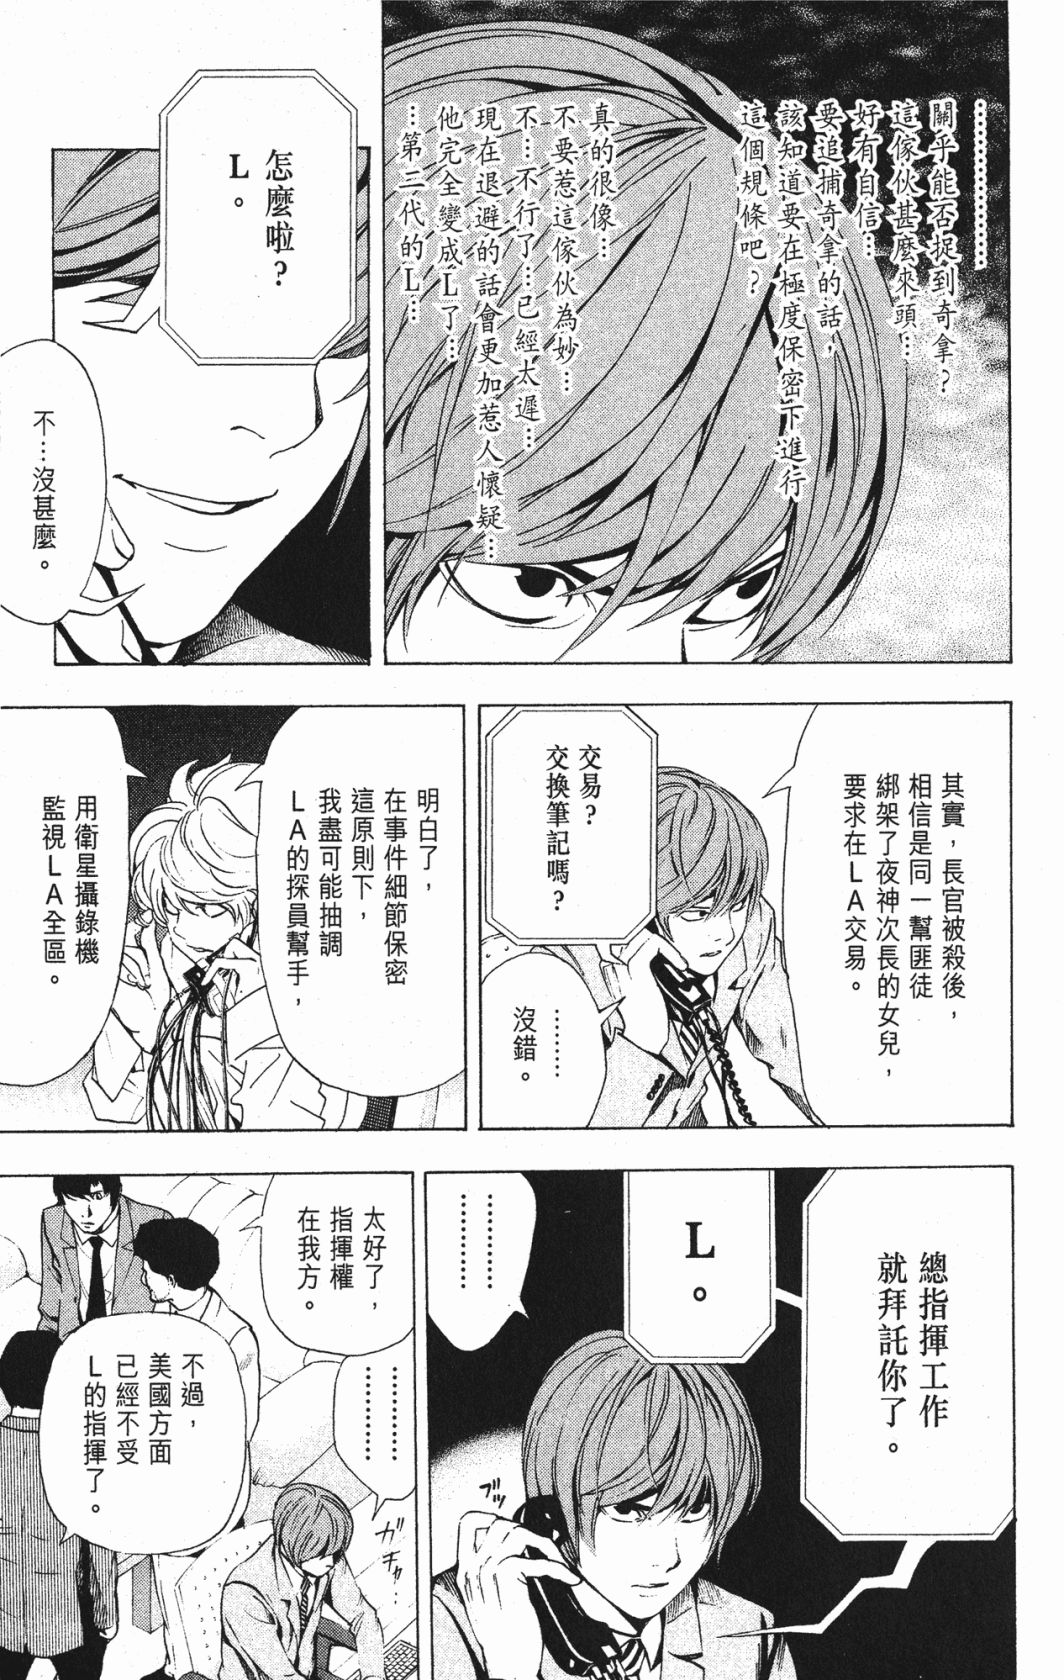 ………………
關乎能否捉到奇拿？
這傢伙甚麼來頭…
好有自信…
要追捕奇拿的話，
該知道要在極度保密下進行
這個規條吧？
真的很像…
不要惹這傢伙為妙…
不…不行了…已經太遲…
現在退避的話會更加惹人懷疑…
他完全變成Ｌ了…
…第二代的Ｌ…
怎麼啦？
Ｌ。
不…沒甚麼。
其實，長官被殺後，
相信是同一幫匪徒
綁架了夜神次長的女兒，
要求在ＬＡ交易。
交易？
交換筆記嗎？
………
沒錯。
明白了，
在事件細節保密
這原則下，
我盡可能抽調
ＬＡ的探員幫手，
用衛星攝錄機
監視ＬＡ全區。
總指揮工作
就拜託你了。
Ｌ。
…………
…………
ブッ
太好了，
指揮權
在我方。
…………
…………
ガチャ…
不過，
美國方面
已經不受
Ｌ的指揮了。